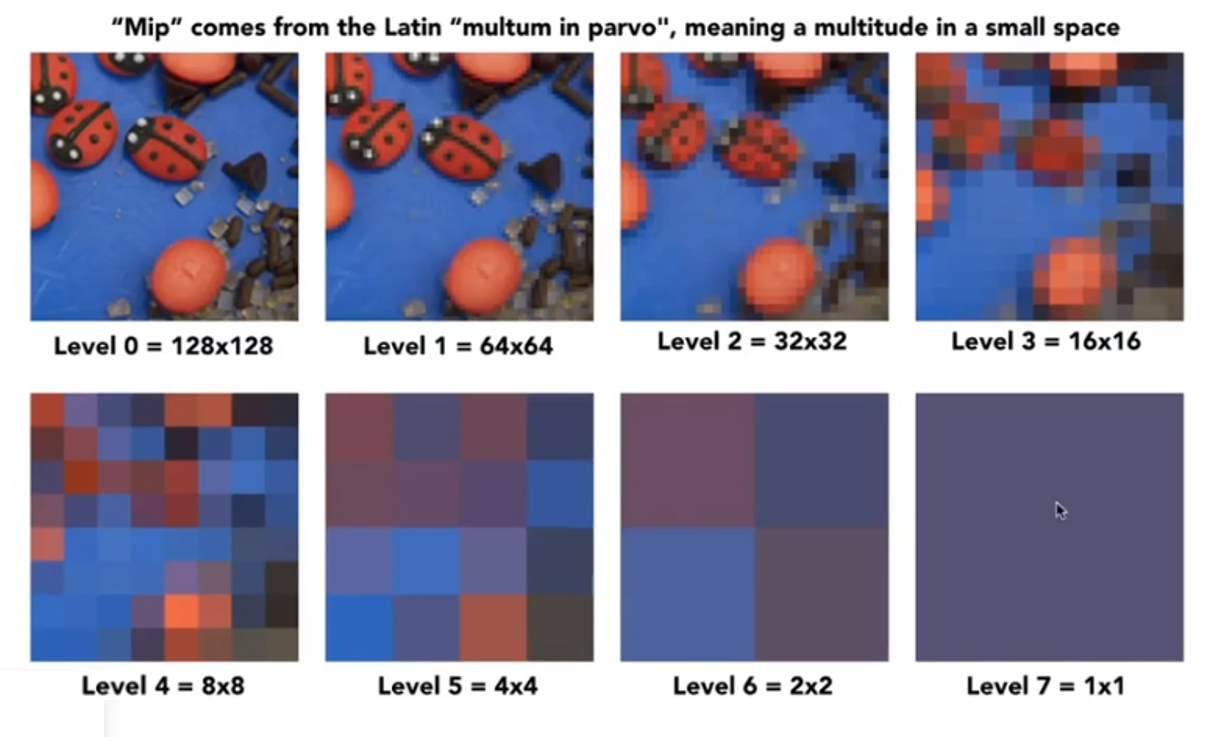 “Mip” comes from the Latin “multum in parvo", meaning a multitude in a small space
Level 0 = 128x128
Level 1 = 64x64
Level 2 = 32x32
Level 3 = 16x16
Level 4 = 8x8
Level 5 = 4x4
Level 6 = 2x2
Level 7 = 1x1